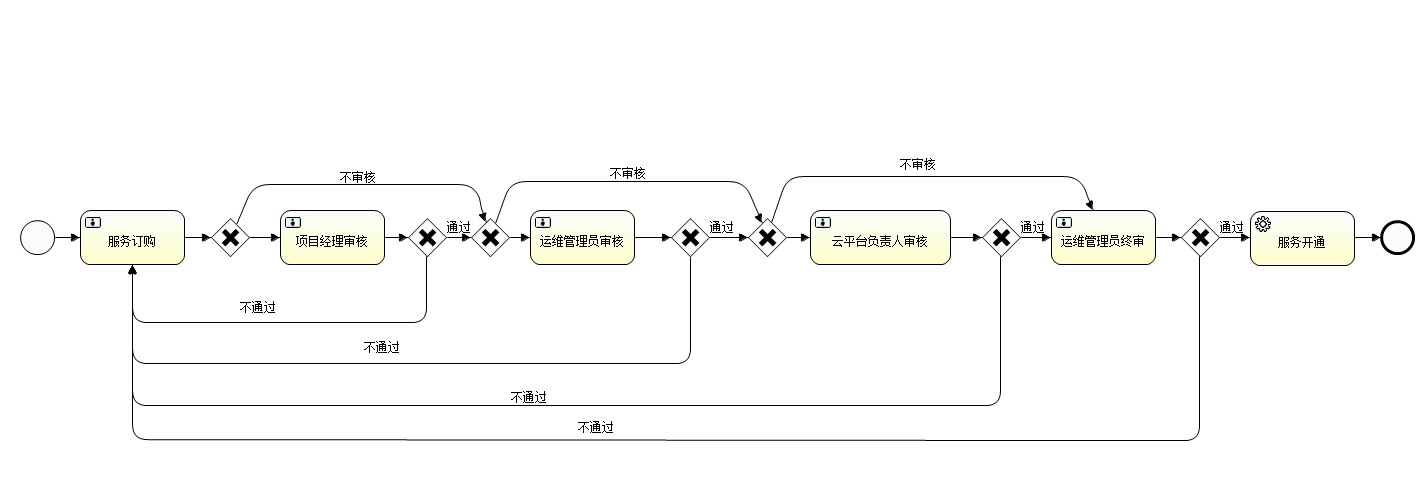 不审核
不审核
不审核
服务订购
项目经理审核
通过
运维管理员审核
通过
云平台负责人审核
通过
运维管理员终审
通过
服务开通
不通过
不通过
不通过
不通过